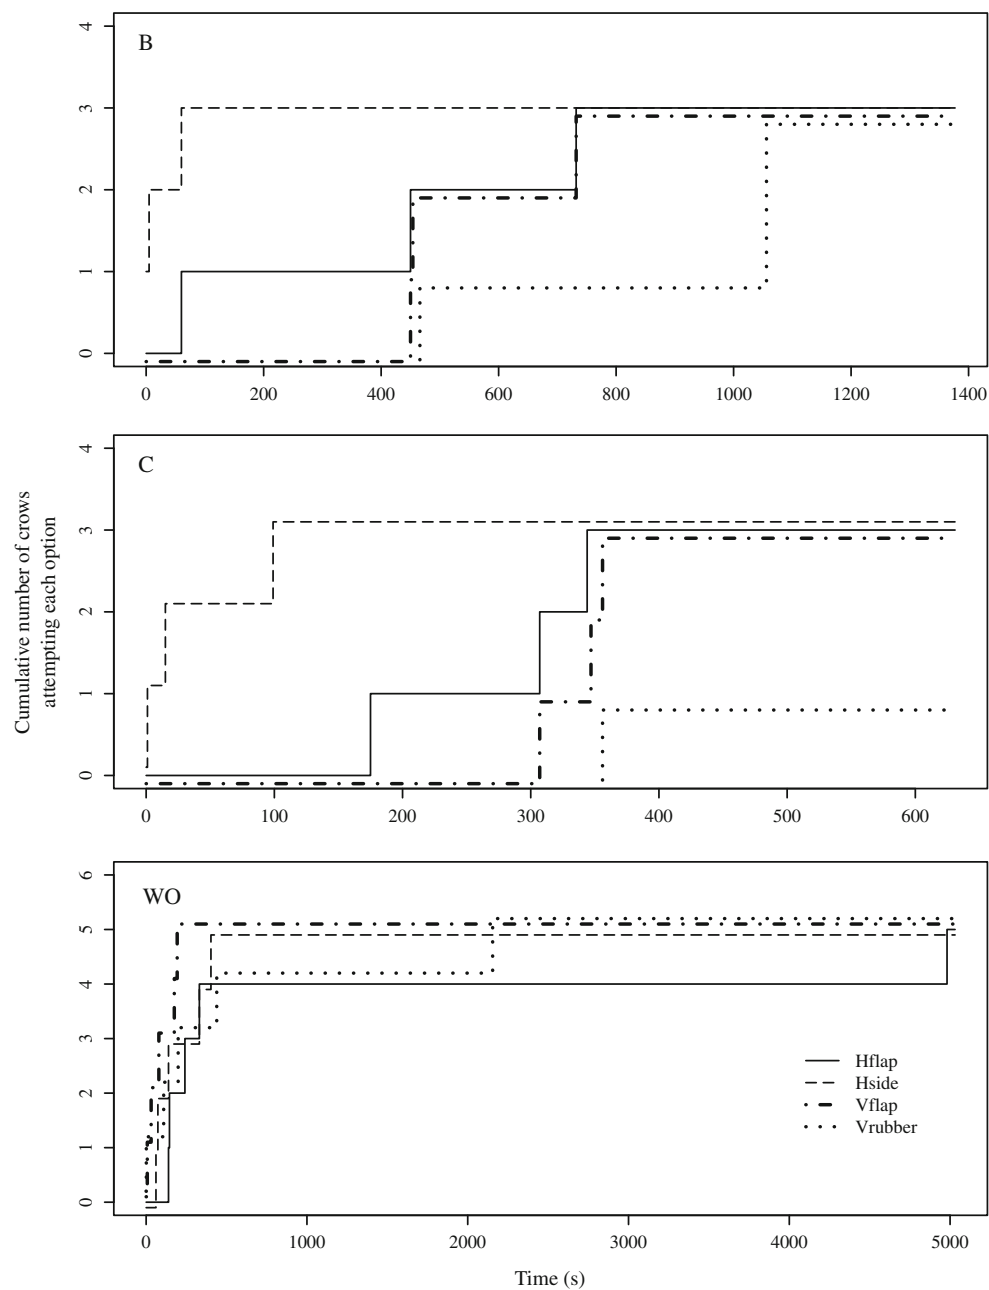 B
4
3
2
1
0
0 200 400 600 800 1000 1200 1400
C
4
3
2
1
0
0 100 200 300 400 500 600
Cumulative number of crows
attempting each option
WO
6
5
4
3
2
1
0
Hflap
Hside
Vflap
Vrubber
0 1000 2000 3000 4000 5000
Time (s)